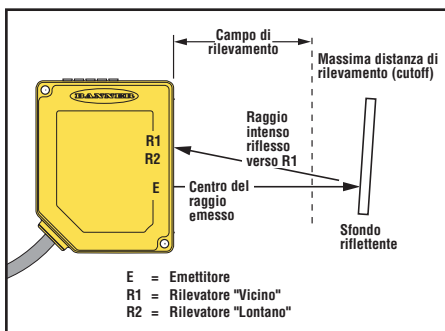 Campo di
rilevamento
Massima distanza di
rilevamento (cutoff)
BANNER
Raggio
intenso
riflesso
verso R1
R1
R2
E
Centro del
raggio
emesso
Sfondo
riflettente
E = Emettitore
R1 = Rilevatore "Vicino"
R2 = Rilevatore "Lontano"